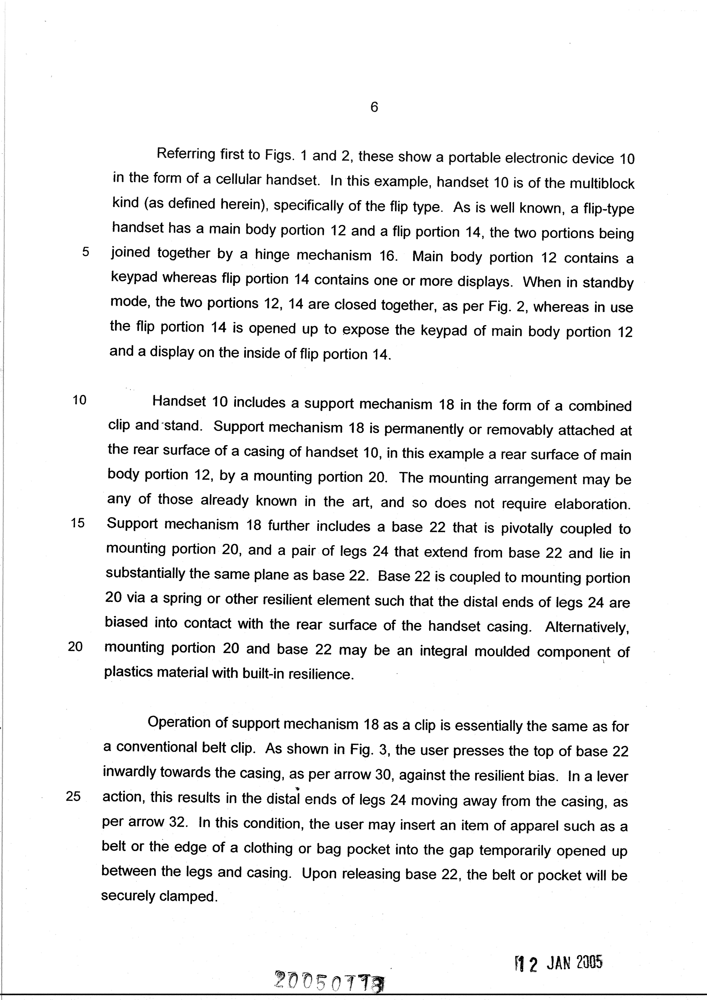 6
Referring first to Figs. 1 and 2, these show a portable electronic device 10
in the form of a cellular handset. In this example, handset 10 is of the multiblock
kind (as defined herein), specifically of the flip type. As is well known, a flip-type
handset has a main body portion 12 and a flip portion 14, the two portions being
5 joined together by a hinge mechanism 16. Main body portion 12 contains a
keypad whereas flip portion 14 contains one or more displays. When in standby
mode, the two portions 12, 14 are closed together, as per Fig. 2, whereas in use
the flip portion 14 is opened up to expose the keypad of main body portion 12
and a display on the inside of flip portion 14.
10 Handset 10 includes a support mechanism 18 in the form of a combined
clip and stand. Support mechanism 18 is permanently or removably attached at
the rear surface of a casing of handset 10, in this example a rear surface of main
body portion 12, by a mounting portion 20. The mounting arrangement may be
any of those already known in the art, and so does not require elaboration.
15 Support mechanism 18 further includes a base 22 that is pivotally coupled to
mounting portion 20, and a pair of legs 24 that extend from base 22 and lie in
substantially the same plane as base 22. Base 22 is coupled to mounting portion
20 via a spring or other resilient element such that the distal ends of legs 24 are
biased into contact with the rear surface of the handset casing. Alternatively,
20 mounting portion 20 and base 22 may be an integral moulded component of
plastics material with built-in resilience.
Operation of support mechanism 18 as a clip is essentially the same as for
a conventional belt clip. As shown in Fig. 3, the user presses the top of base 22
inwardly towards the casing, as per arrow 30, against the resilient bias. In a lever
25 action, this results in the distal ends of legs 24 moving away from the casing, as
per arrow 32. In this condition, the user may insert an item of apparel such as a
belt or the edge of a clothing or bag pocket into the gap temporarily opened up
between the legs and casing. Upon releasing base 22, the belt or pocket will be
securely clamped.
12 JAN 2005